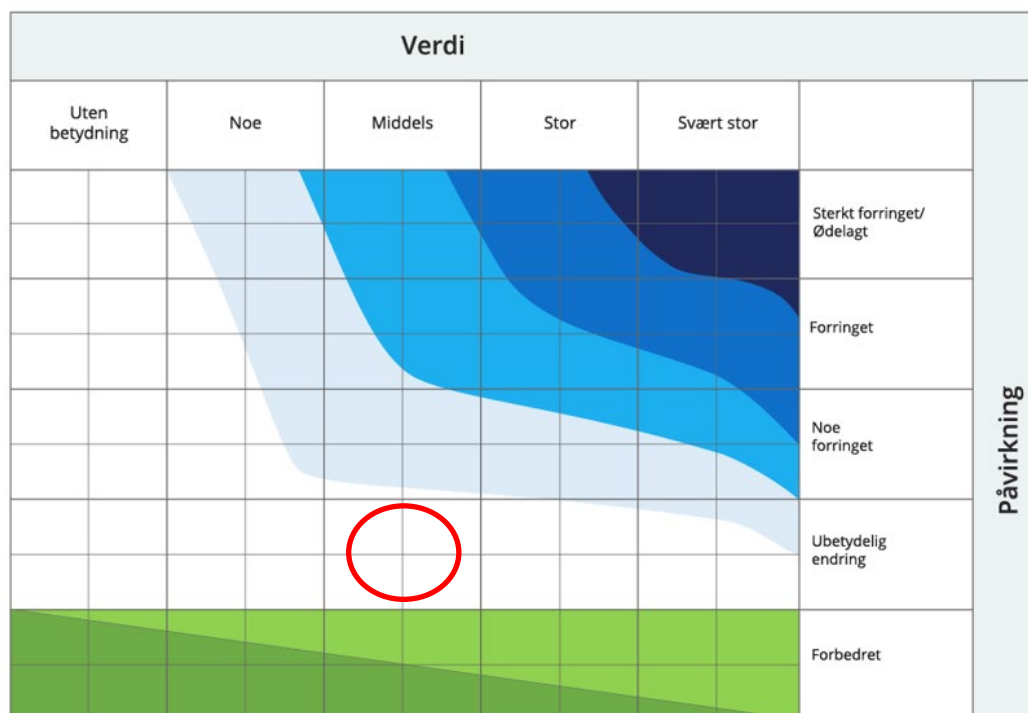 Verdi
Uten
betydning
Noe
Middels
Stor
Svært stor
Sterkt forringet/
Ødelagt
Forringet
Noe
forringet
Ubetydelig
endring
Forbedret
Påvirkning